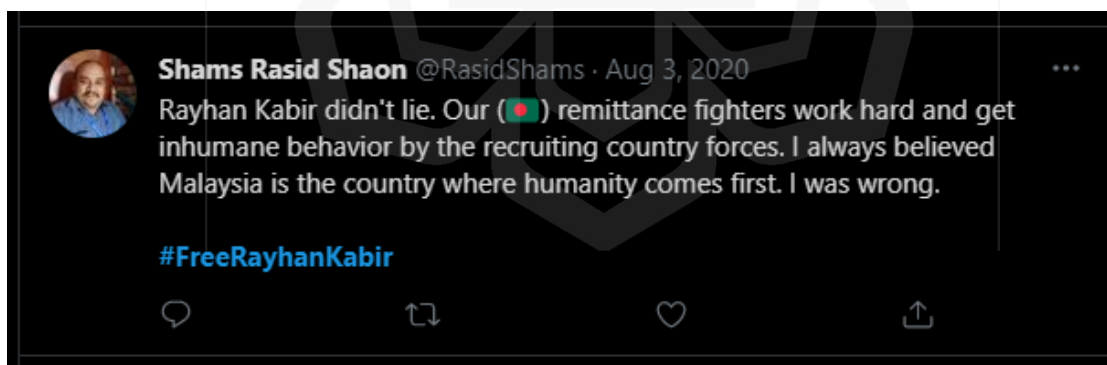 Shams Rasid Shaon @RasidShams · Aug 3, 2020
Rayhan Kabir didn't lie. Our (🇧🇩) remittance fighters work hard and get
inhumane behavior by the recruiting country forces. I always believed
Malaysia is the country where humanity comes first. I was wrong.
#FreeRayhanKabir